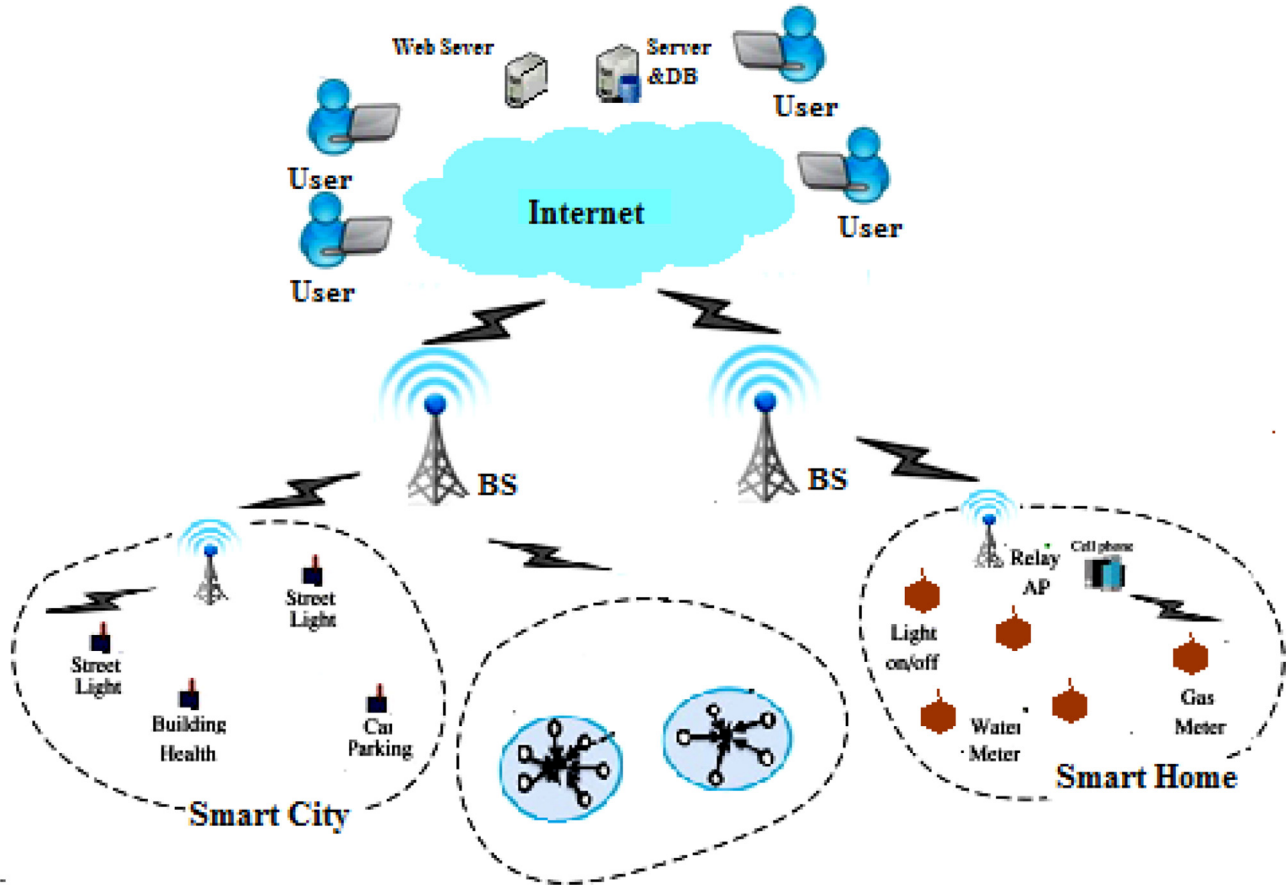 Web Sever
Server
&DB
User
User
User
User
Internet
BS
BS
Street
Light
Street
Light
Building
Health
Car
Parking
Smart City
Relay
AP
Cell phone
Light
on/off
Water
Meter
Gas
Meter
Smart Home